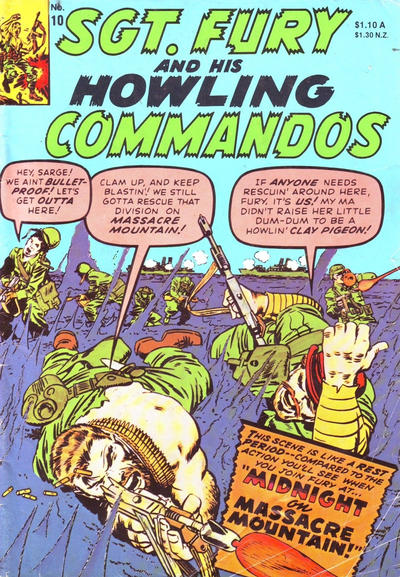 No.
10
$1.10 A
$1.30 N.Z.
SGT. FURY
AND HIS
HOWLING
COMMANDOS
HEY, SARGE!
WE AINT BULLET-
PROOF! LET'S
GET OUTTA
HERE!
CLAM UP, AND KEEP
BLASTIN'! WE STILL
GOTTA RESCUE THAT
DIVISION ON
MASSACRE
MOUNTAIN!
IF ANYONE NEEDS
RESCUIN' AROUND HERE,
FURY, IT'S US! MY MA
DIDN'T RAISE HER LITTLE
DUM-DUM TO BE A
HOWLIN' CLAY PIGEON!
THIS SCENE IS LIKE A REST
PERIOD--COMPARED TO THE
ACTION YOU'LL SEE WHEN
YOU JOIN FURY AT...
"MIDNIGHT
on
MASSACRE
MOUNTAIN!"